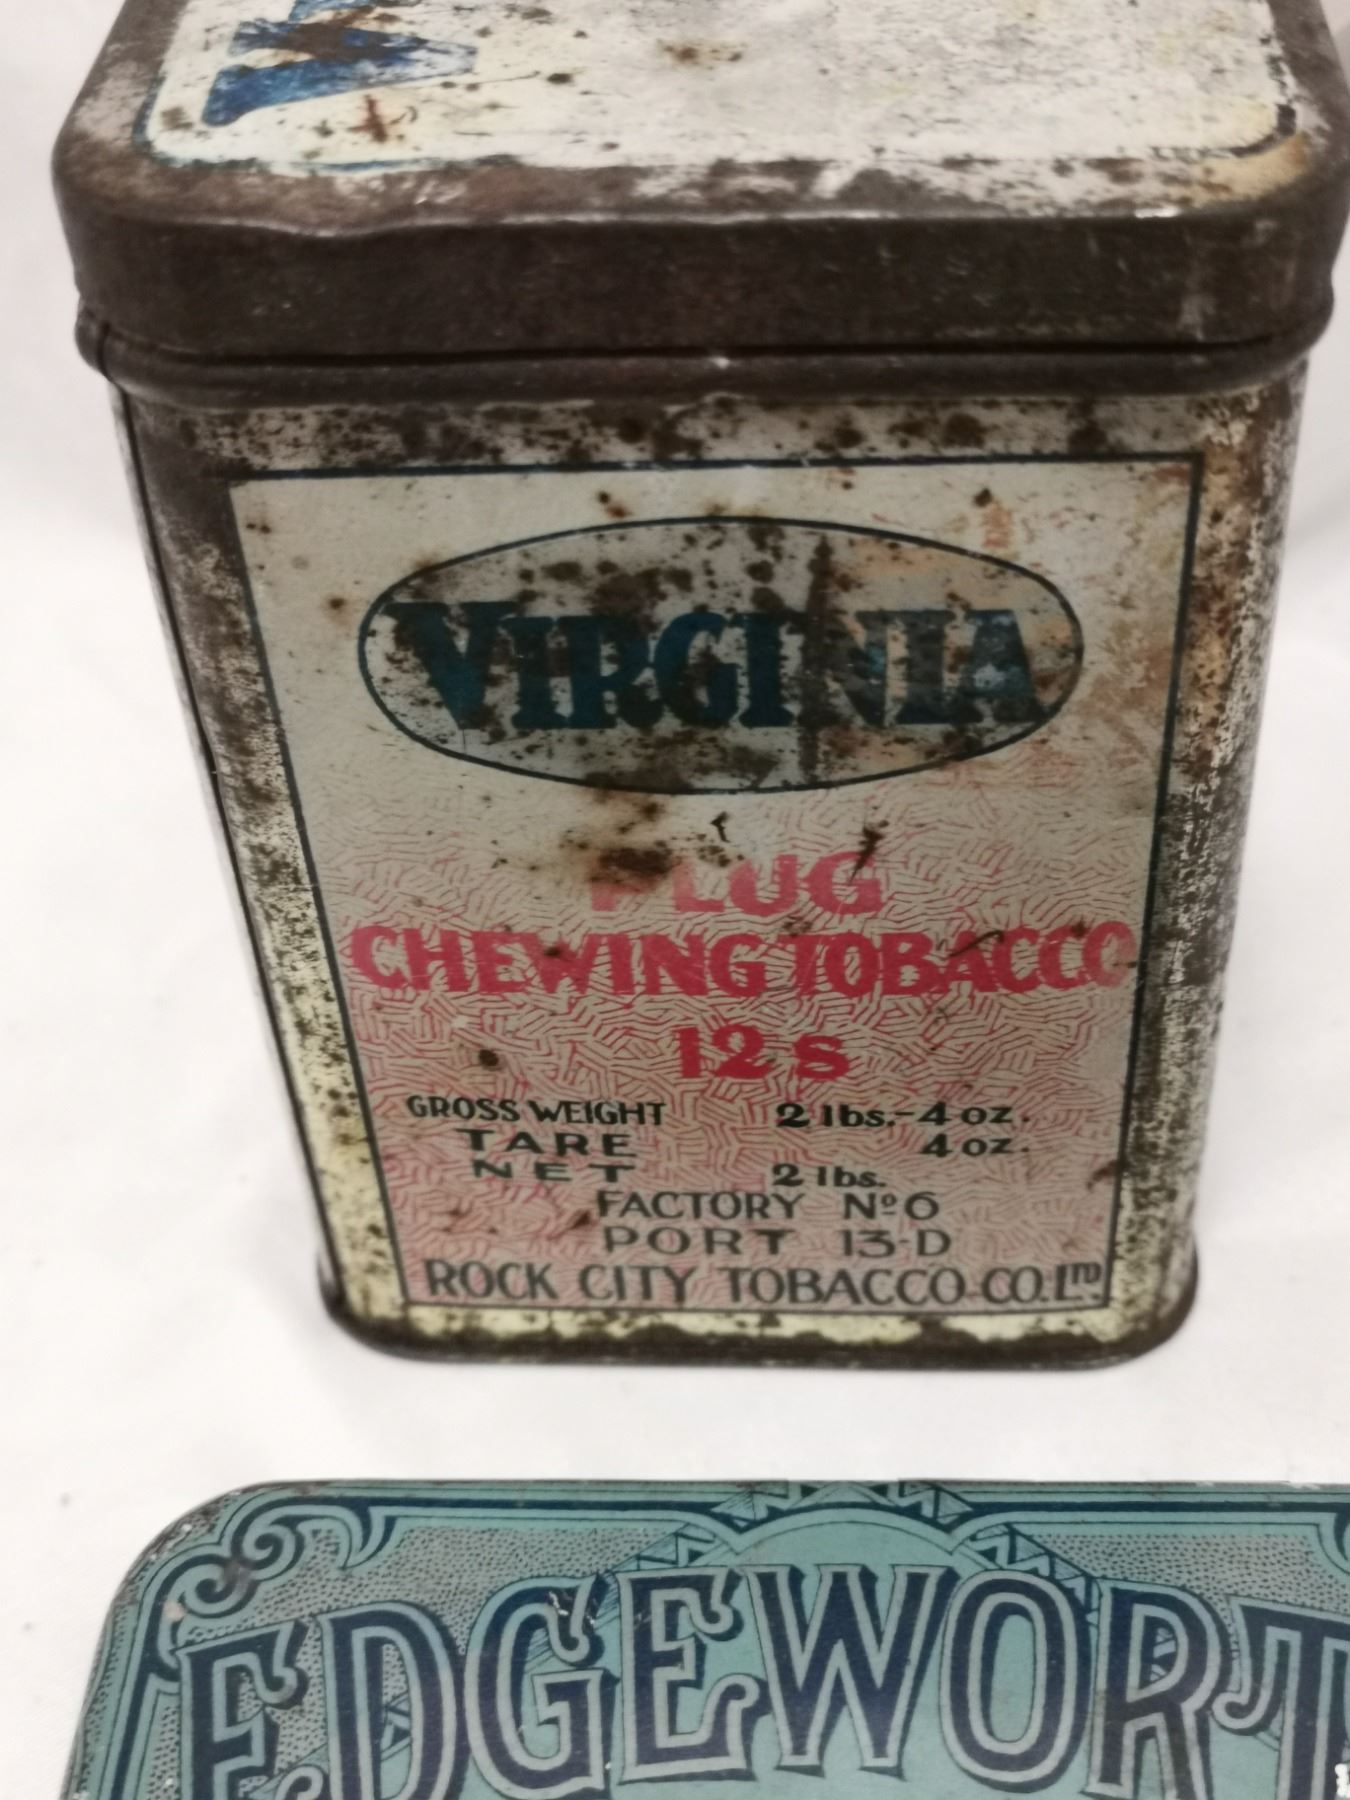 VIRGINIA
PLUG
CHEWING TOBACCO
12 s
GROSS WEIGHT 2 lbs.-4 oz.
TARE 4 oz.
NET 2 lbs.
FACTORY Nº 6
PORT 13-D
ROCK CITY TOBACCO CO. LTD.
EDGEWORT